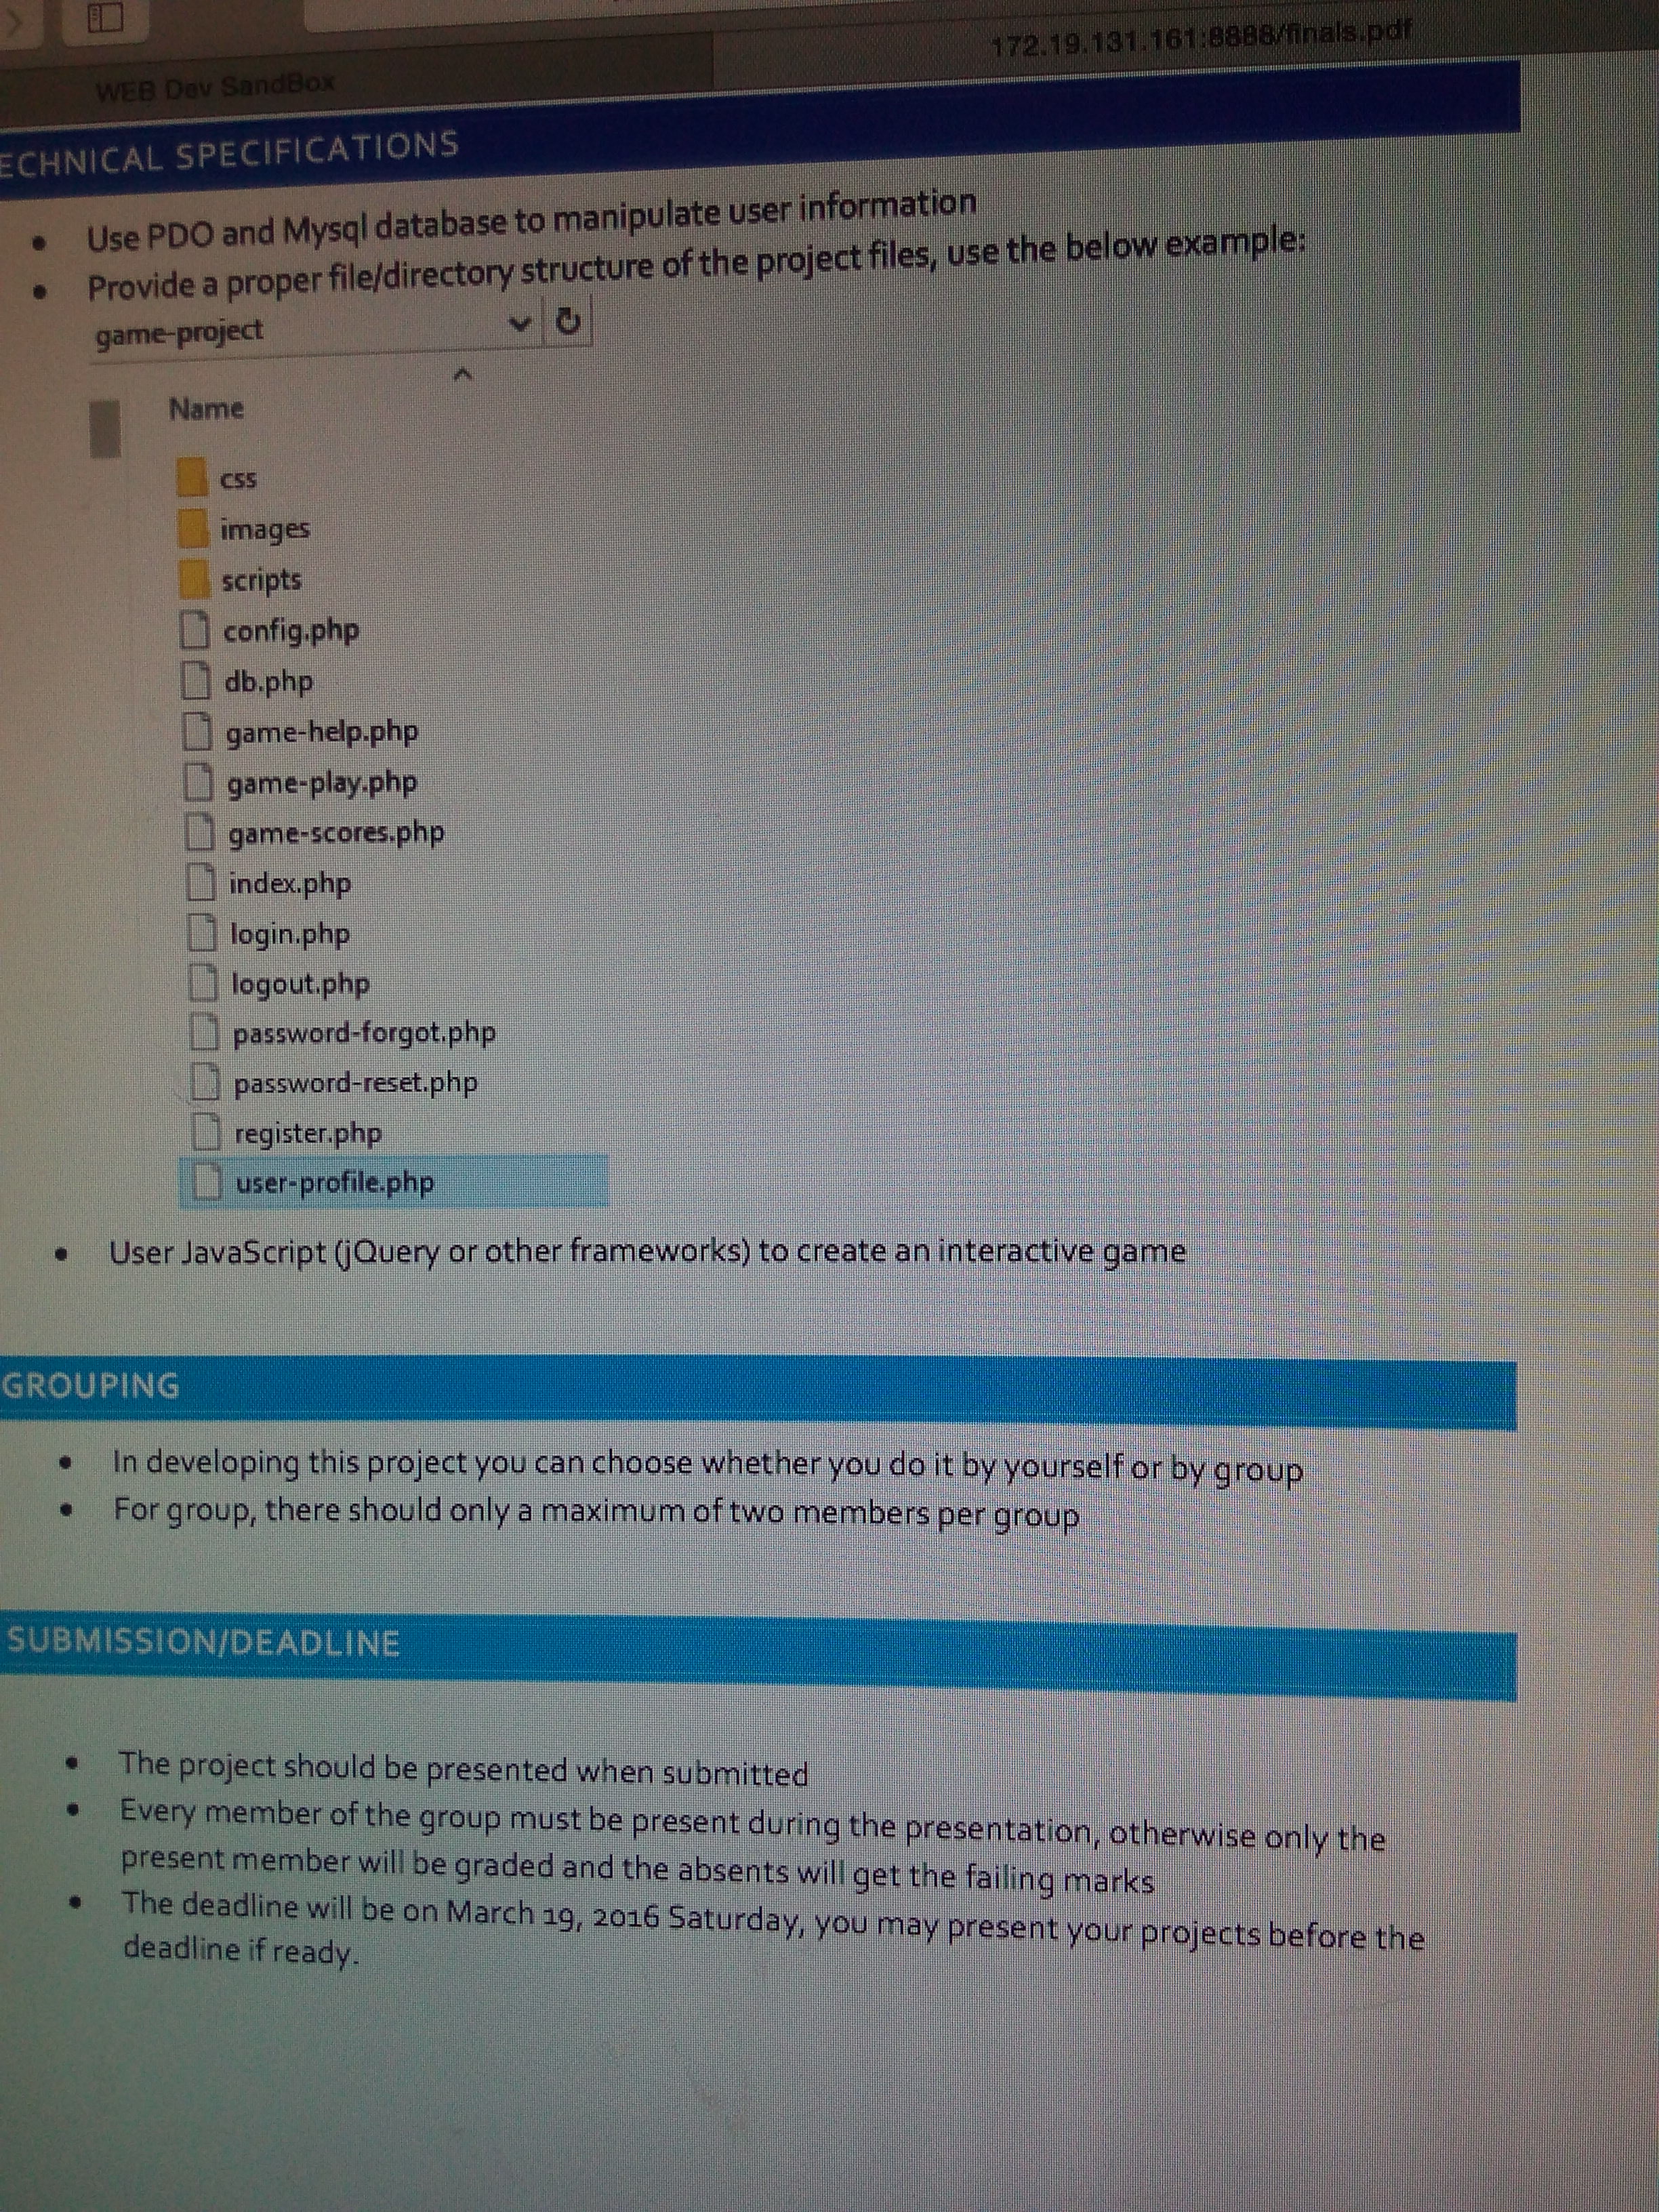 172.19.131.161:8888/finals.pdf
WEB Dev SandBox
ECHNICAL SPECIFICATIONS
• Use PDO and Mysql database to manipulate user information
• Provide a proper file/directory structure of the project files, use the below example:
game-project
Name
css
images
scripts
config.php
db.php
game-help.php
game-play.php
game-scores.php
index.php
login.php
logout.php
password-forgot.php
password-reset.php
register.php
user-profile.php
• User JavaScript (jQuery or other frameworks) to create an interactive game
GROUPING
• In developing this project you can choose whether you do it by yourself or by group
• For group, there should only a maximum of two members per group
SUBMISSION/DEADLINE
• The project should be presented when submitted
• Every member of the group must be present during the presentation, otherwise only the
present member will be graded and the absents will get the failing marks
• The deadline will be on March 19, 2016 Saturday, you may present your projects before the
deadline if ready.